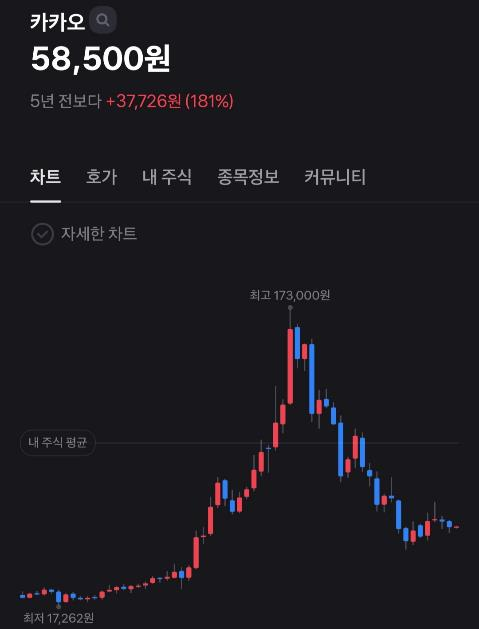 카카오
58,500원
5년 전보다 +37,726원 (181%)
차트 호가 내 주식 종목정보 커뮤니티
자세한 차트
최고 173,000원
내 주식 평균
최저 17,262원